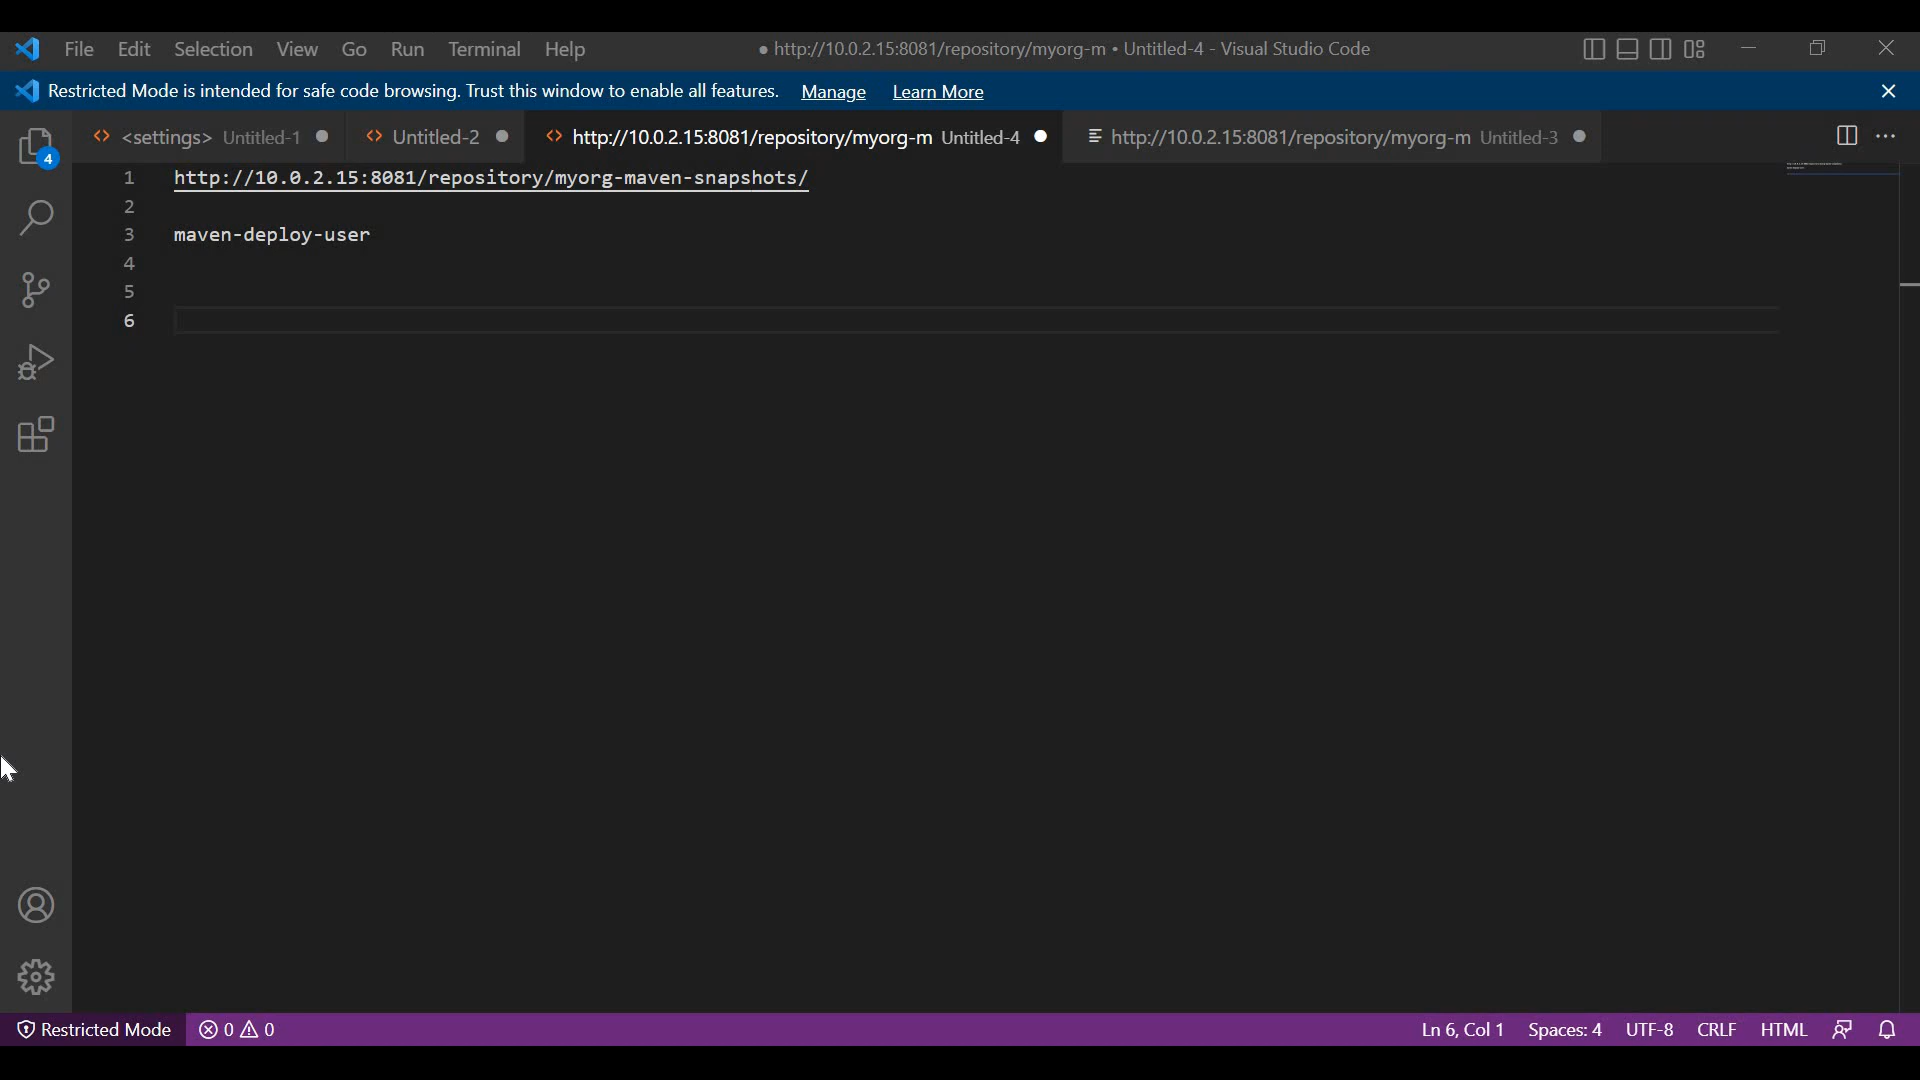 File Edit Selection View Go Run Terminal Help ● http://10.0.2.15:8081/repository/myorg-m • Untitled-4 - Visual Studio Code
Restricted Mode is intended for safe code browsing. Trust this window to enable all features. Manage Learn More
<settings> Untitled-1 Untitled-2 http://10.0.2.15:8081/repository/myorg-m Untitled-4 http://10.0.2.15:8081/repository/myorg-m Untitled-3
4
1 http://10.0.2.15:8081/repository/myorg-maven-snapshots/
2
3 maven-deploy-user
4
5
6
Restricted Mode 0 0 Ln 6, Col 1 Spaces: 4 UTF-8 CRLF HTML